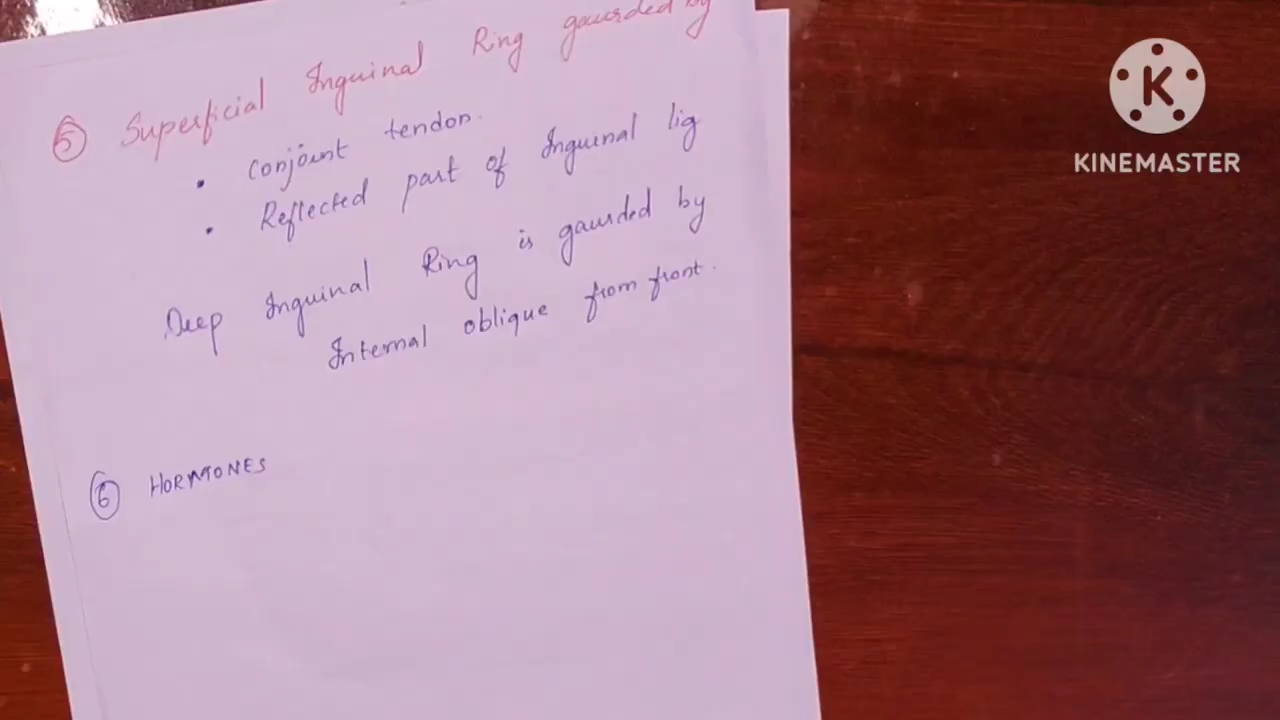 5 Superficial Inguinal Ring gaurded by
• Conjoint tendon.
• Reflected part of Inguinal lig
Deep Inguinal Ring is gaurded by
Internal oblique from front.
6 HORMONES
K
KINEMASTER